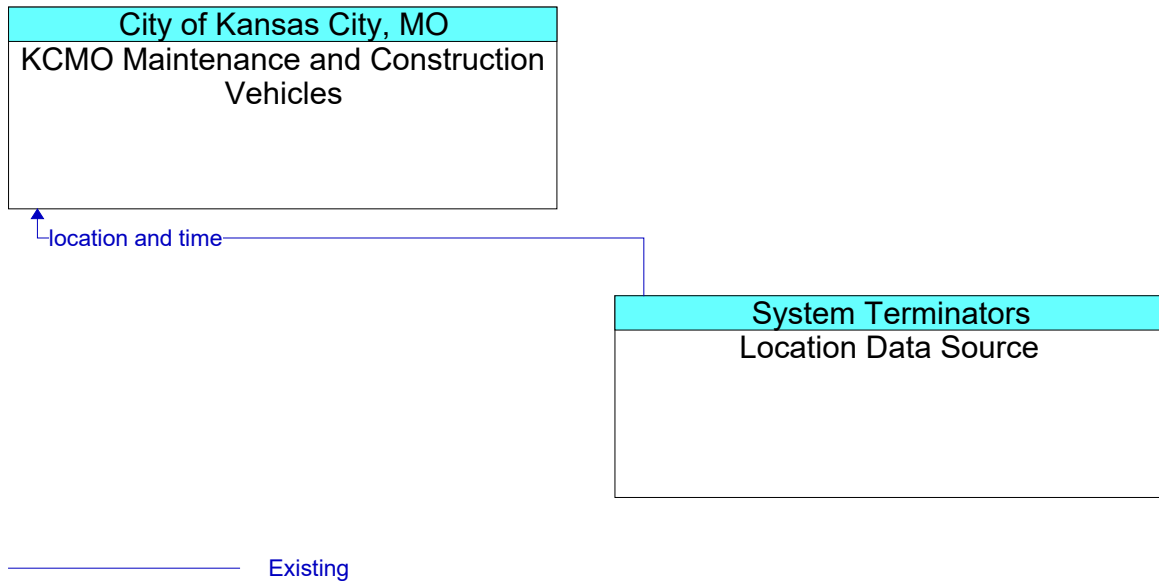 City of Kansas City, MO
KCMO Maintenance and Construction
Vehicles
location and time
System Terminators
Location Data Source
Existing